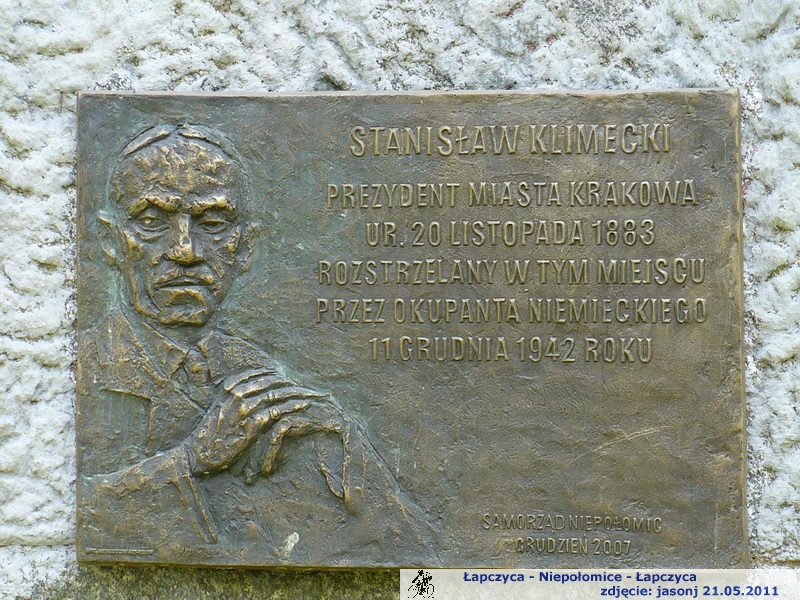 STANISŁAW KLIMECKI
PREZYDENT MIASTA KRAKOWA
UR. 20 LISTOPADA 1883
ROZSTRZELANY W TYM MIEJSCU
PRZEZ OKUPANTA NIEMIECKIEGO
11 GRUDNIA 1942 ROKU
SAMORZĄD NIEPOŁOMIC
GRUDZIEŃ 2007
Łapczyca - Niepołomice - Łapczyca
zdjęcie: jasonj 21.05.2011